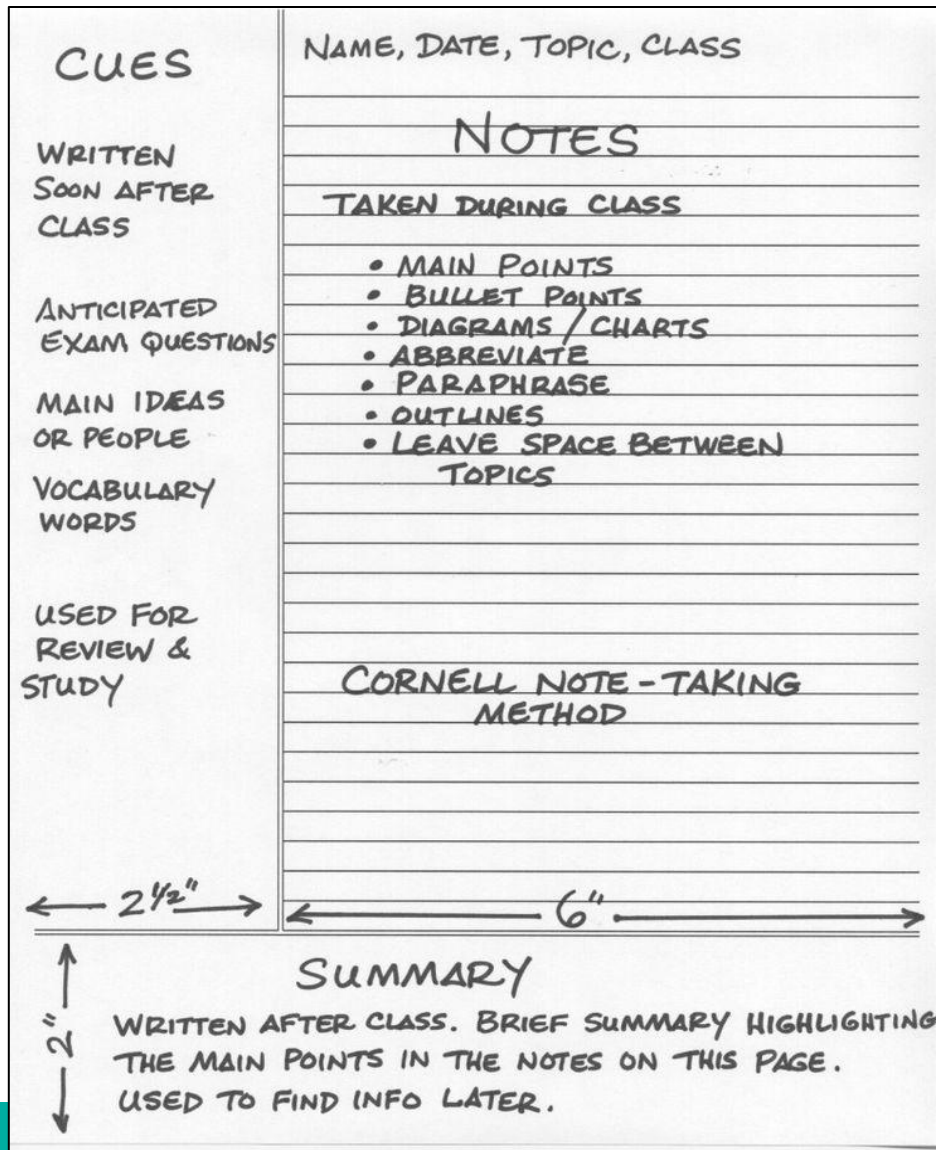 CUES
WRITTEN
SOON AFTER
CLASS
ANTICIPATED
EXAM QUESTIONS
MAIN IDEAS
OR PEOPLE
VOCABULARY
WORDS
USED FOR
REVIEW &
STUDY
2 1/2"
NAME, DATE, TOPIC, CLASS
NOTES
TAKEN DURING CLASS
• MAIN POINTS
• BULLET POINTS
• DIAGRAMS / CHARTS
• ABBREVIATE
• PARAPHRASE
• OUTLINES
• LEAVE SPACE BETWEEN
TOPICS
CORNELL NOTE-TAKING
METHOD
6"
2"
SUMMARY
WRITTEN AFTER CLASS. BRIEF SUMMARY HIGHLIGHTING
THE MAIN POINTS IN THE NOTES ON THIS PAGE.
USED TO FIND INFO LATER.